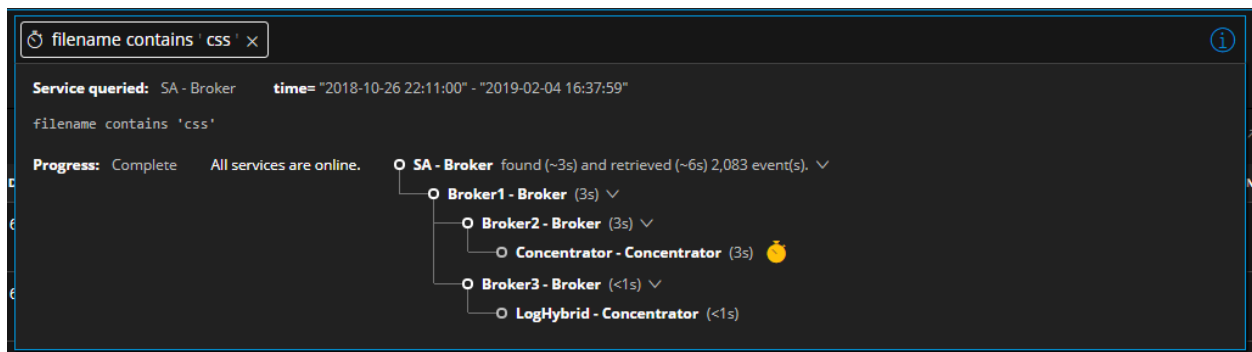 filename contains ' css ' ×
Service queried: SA - Broker time= "2018-10-26 22:11:00" - "2019-02-04 16:37:59"
filename contains 'css'
Progress: Complete All services are online. SA - Broker found (~3s) and retrieved (~6s) 2,083 event(s).
Broker1 - Broker (3s)
Broker2 - Broker (3s)
Concentrator - Concentrator (3s)
Broker3 - Broker (<1s)
LogHybrid - Concentrator (<1s)